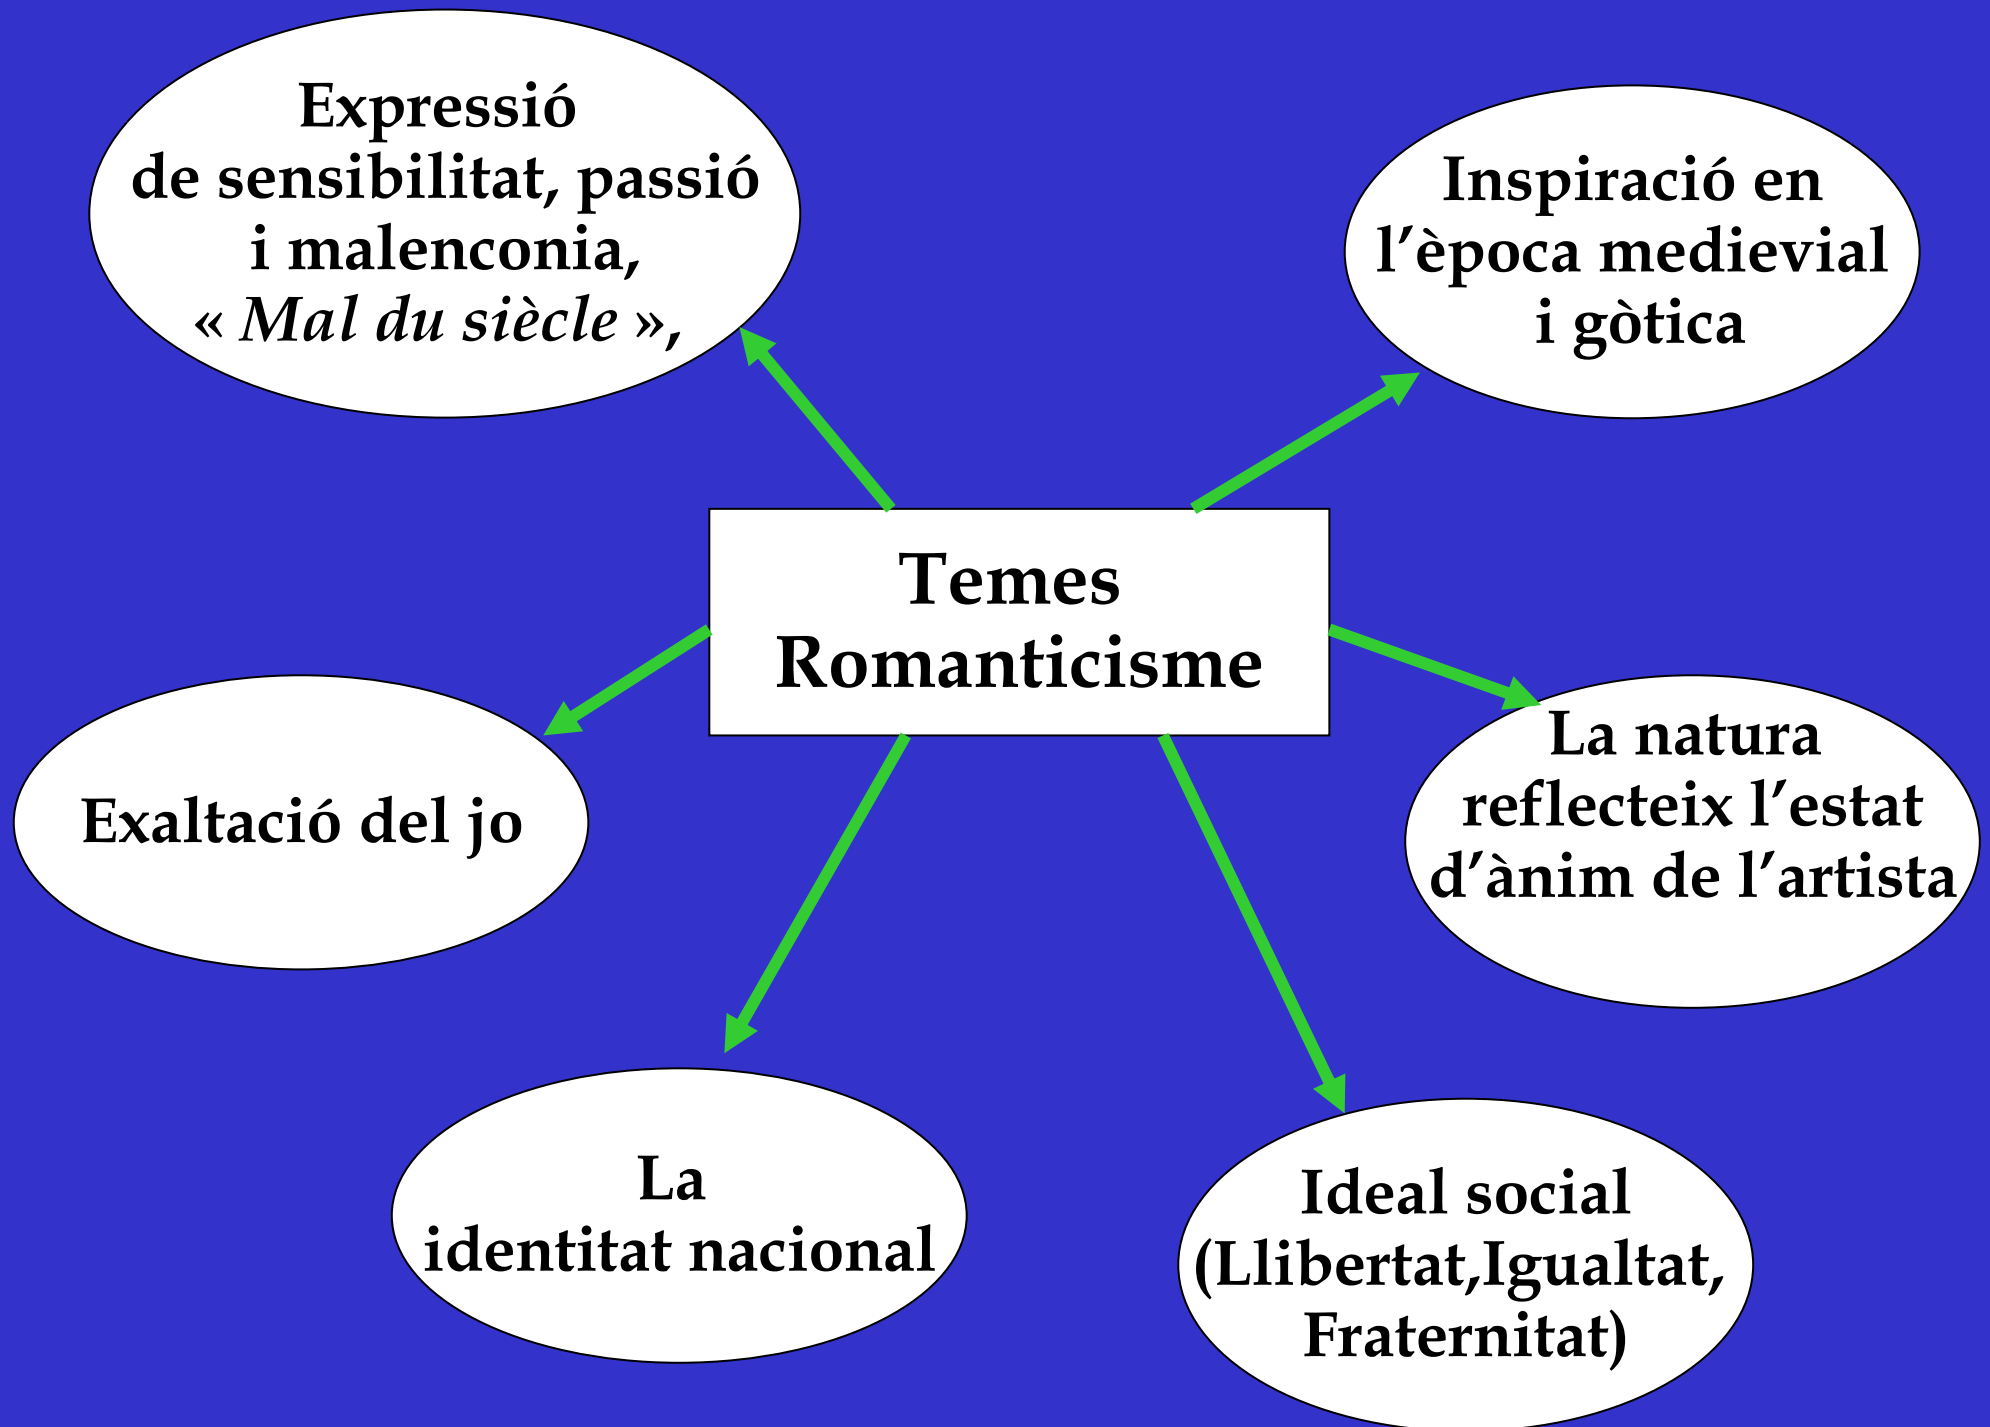 Expressió
de sensibilitat, passió
i malenconia,
« Mal du siècle »,
Inspiració en
l’època medievial
i gòtica
Temes
Romanticisme
Exaltació del jo
La natura
reflecteix l’estat
d’ànim de l’artista
La
identitat nacional
Ideal social
(Llibertat,Igualtat,
Fraternitat)